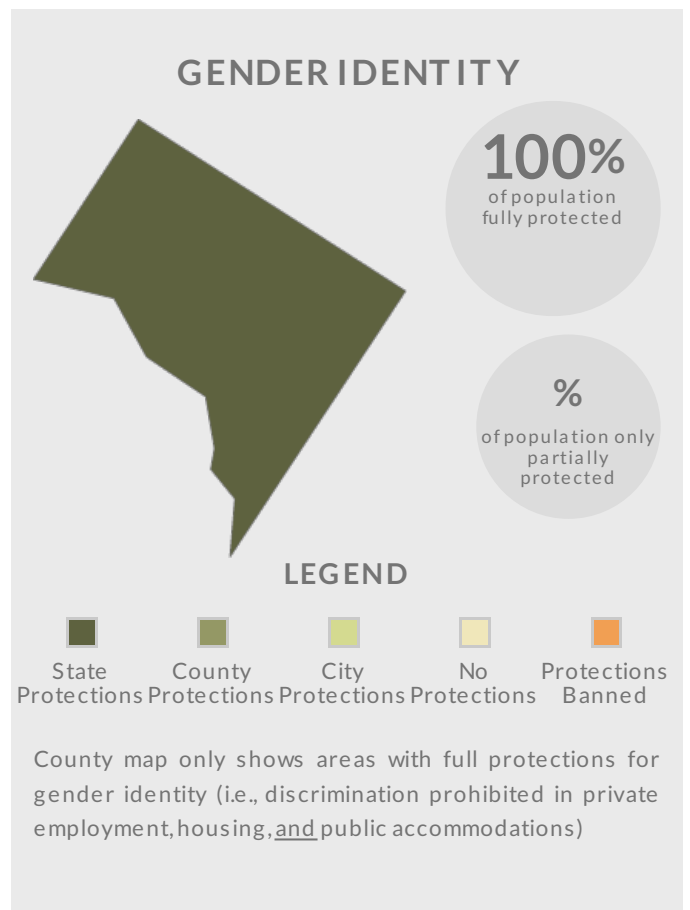 GENDER IDENTITY
100%
of population
fully protected
%
of population only
partially
protected
LEGEND
State
Protections
County
Protections
City
Protections
No
Protections
Protections
Banned
County map only shows areas with full protections for
gender identity (i.e., discrimination prohibited in private
employment, housing, and public accommodations)